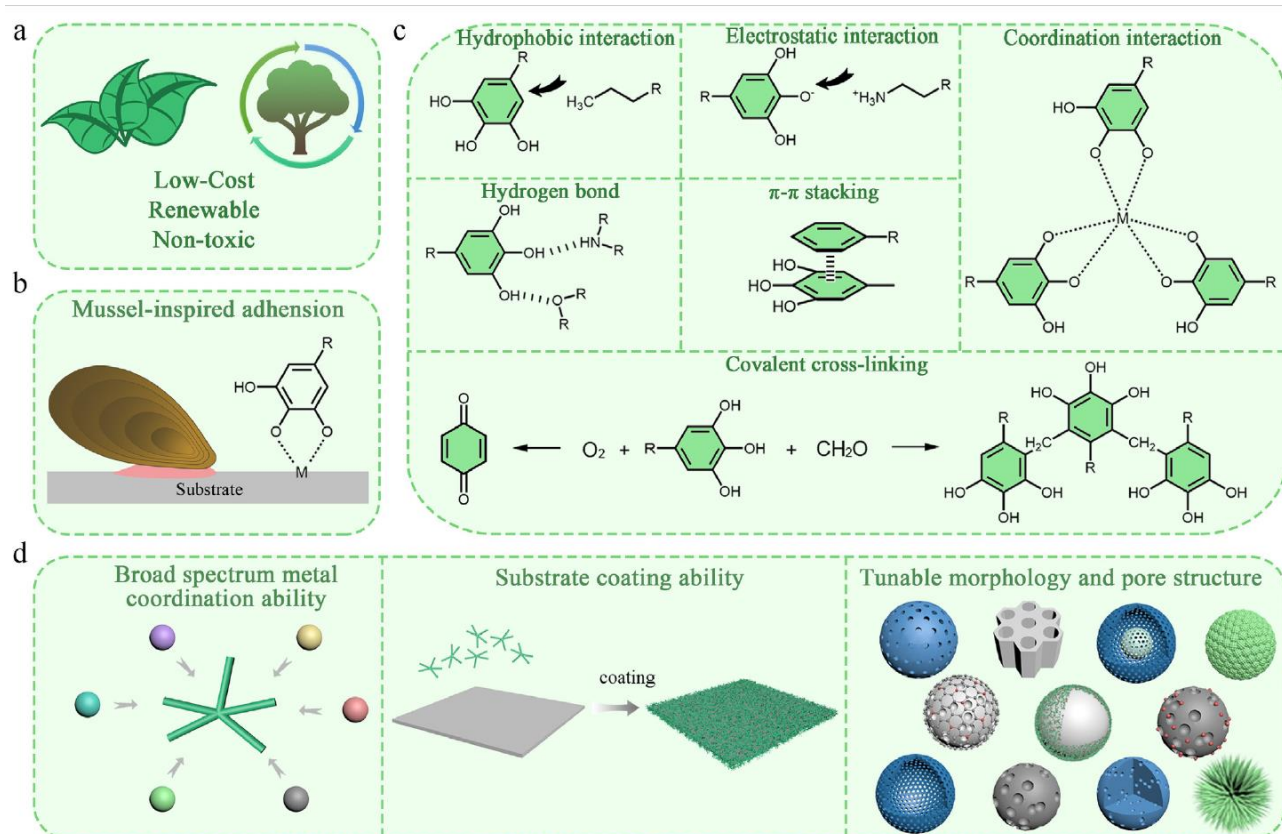 a
Low-Cost
Renewable
Non-toxic
b
Mussel-inspired adhension
R
HO
O
O
M
Substrate
c
Hydrophobic interaction
R
HO
HO
OH
H₃C
R
Electrostatic interaction
OH
R
O⁻
OH
⁺H₃N
R
Coordination interaction
R
HO
O
O
M
O
O
R
OH
O
O
R
OH
Hydrogen bond
OH
R
OH
HN
R
R
OH
O
R
R
π-π stacking
R
HO
HO
HO
Covalent cross-linking
O
O
O₂
+
R
OH
OH
OH
+
CH₂O
OH
HO
OH
R
H₂C
R
CH₂
R
HO
HO
OH
OH
OH
HO
d
Broad spectrum metal
coordination ability
Substrate coating ability
coating
Tunable morphology and pore structure